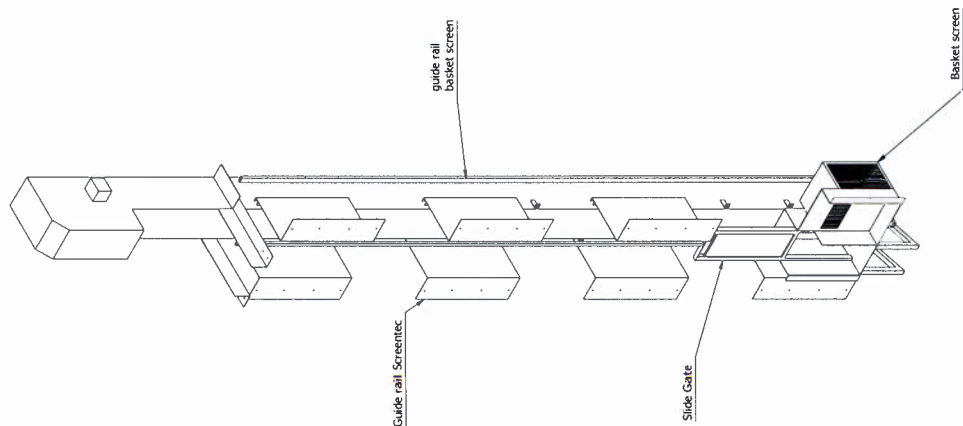 guide rail
basket screen
Basket screen
Guide rail Screentec
Slide Gate